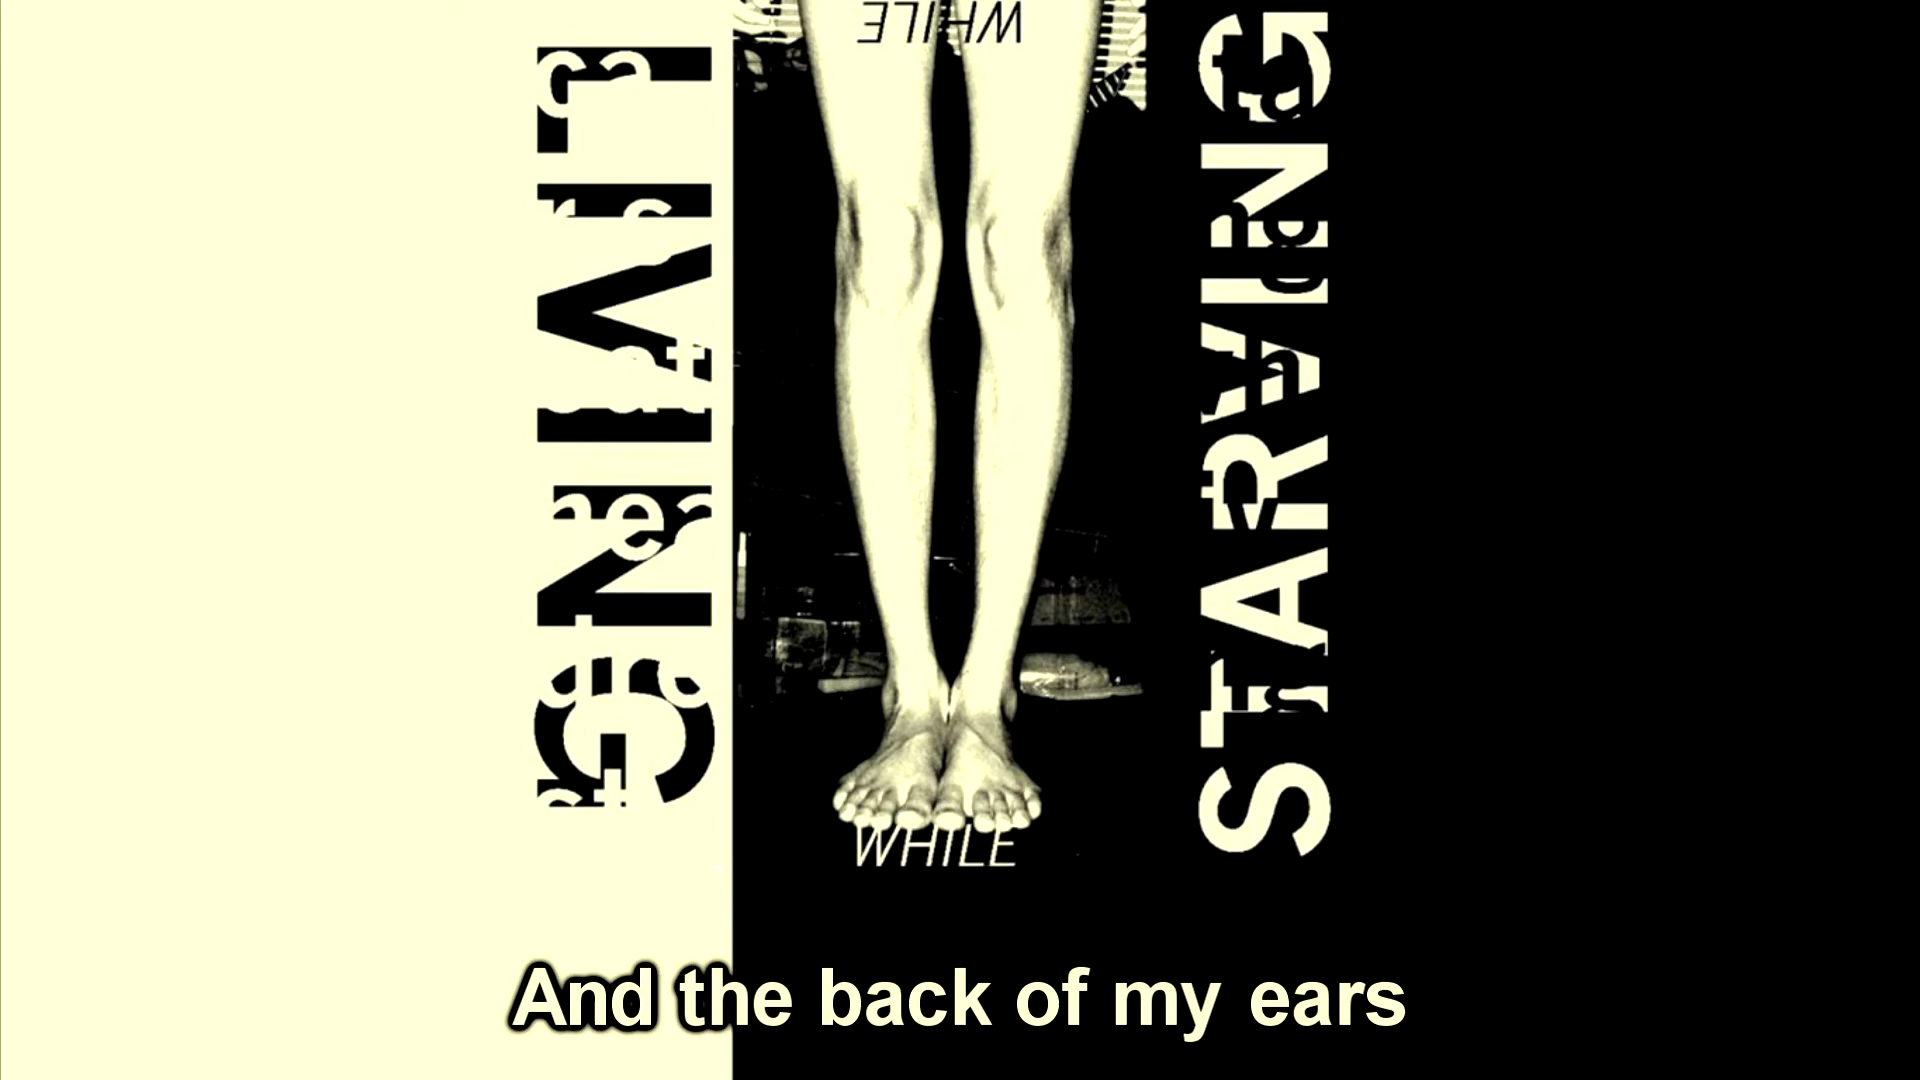 WHILE
LIVING
STARVING
WHILE
And the back of my ears